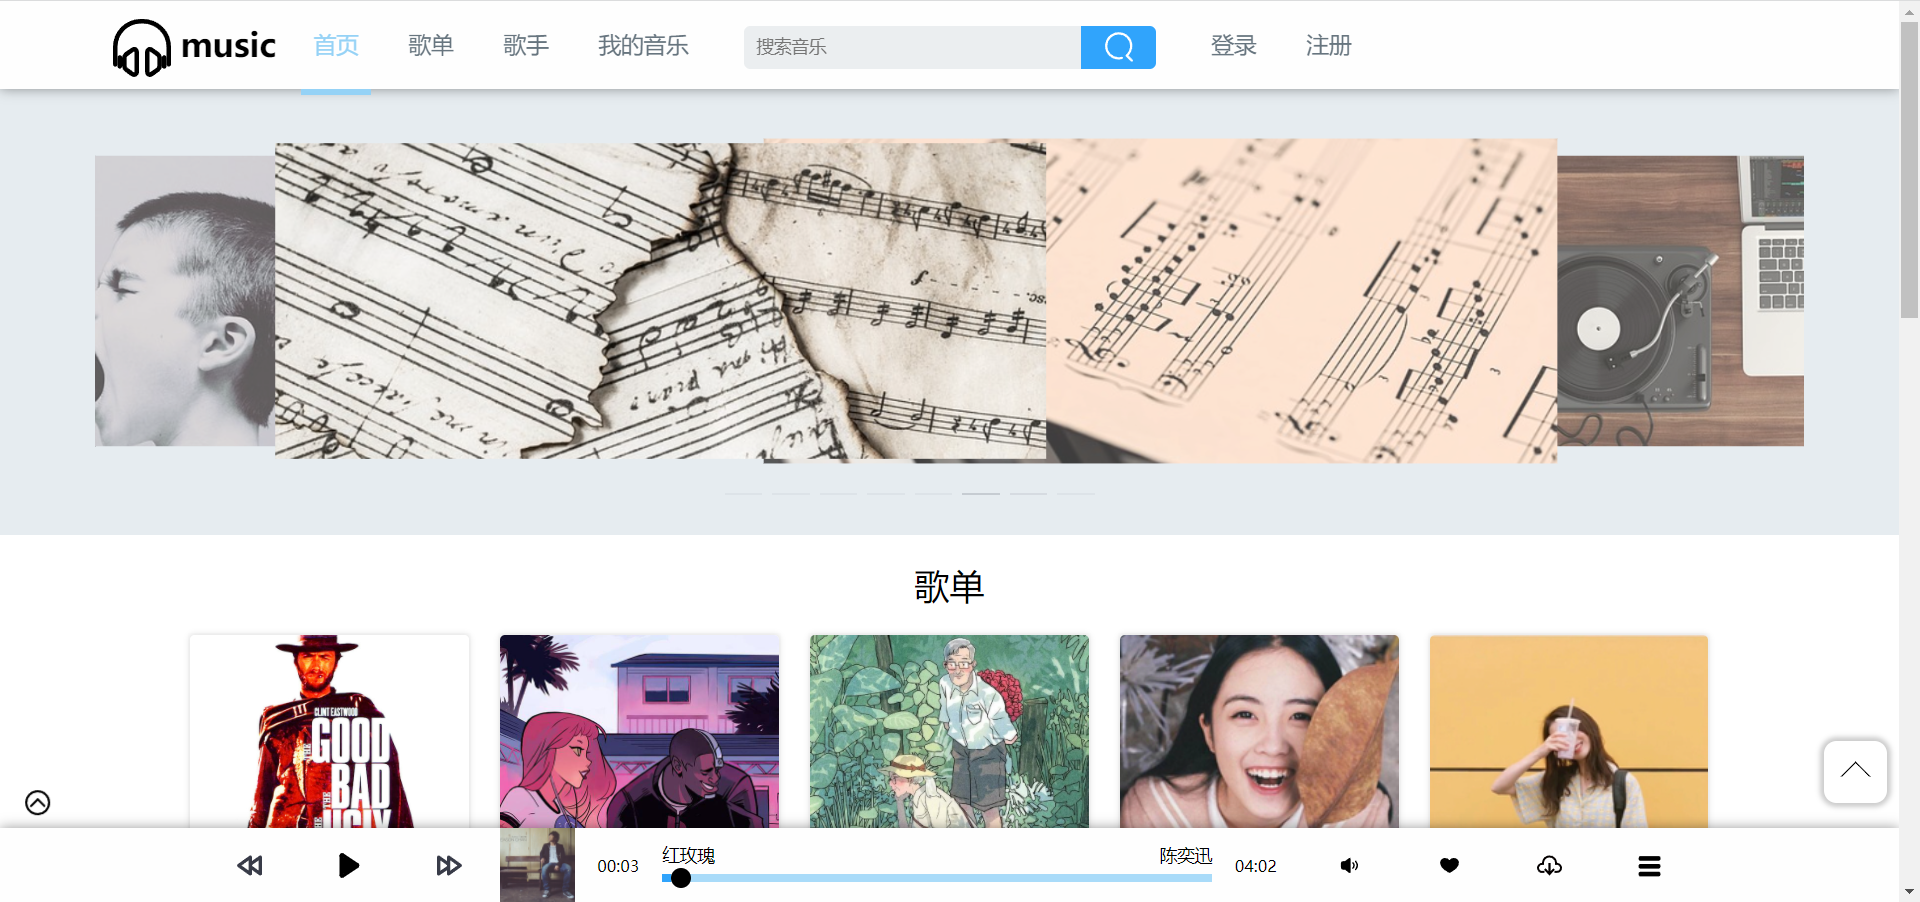 music 首页 歌单 歌手 我的音乐 搜索音乐 登录 注册
歌单
CLINT EASTWOOD
THE GOOD
THE BAD
THE UGLY
00:03 红玫瑰 陈奕迅 04:02